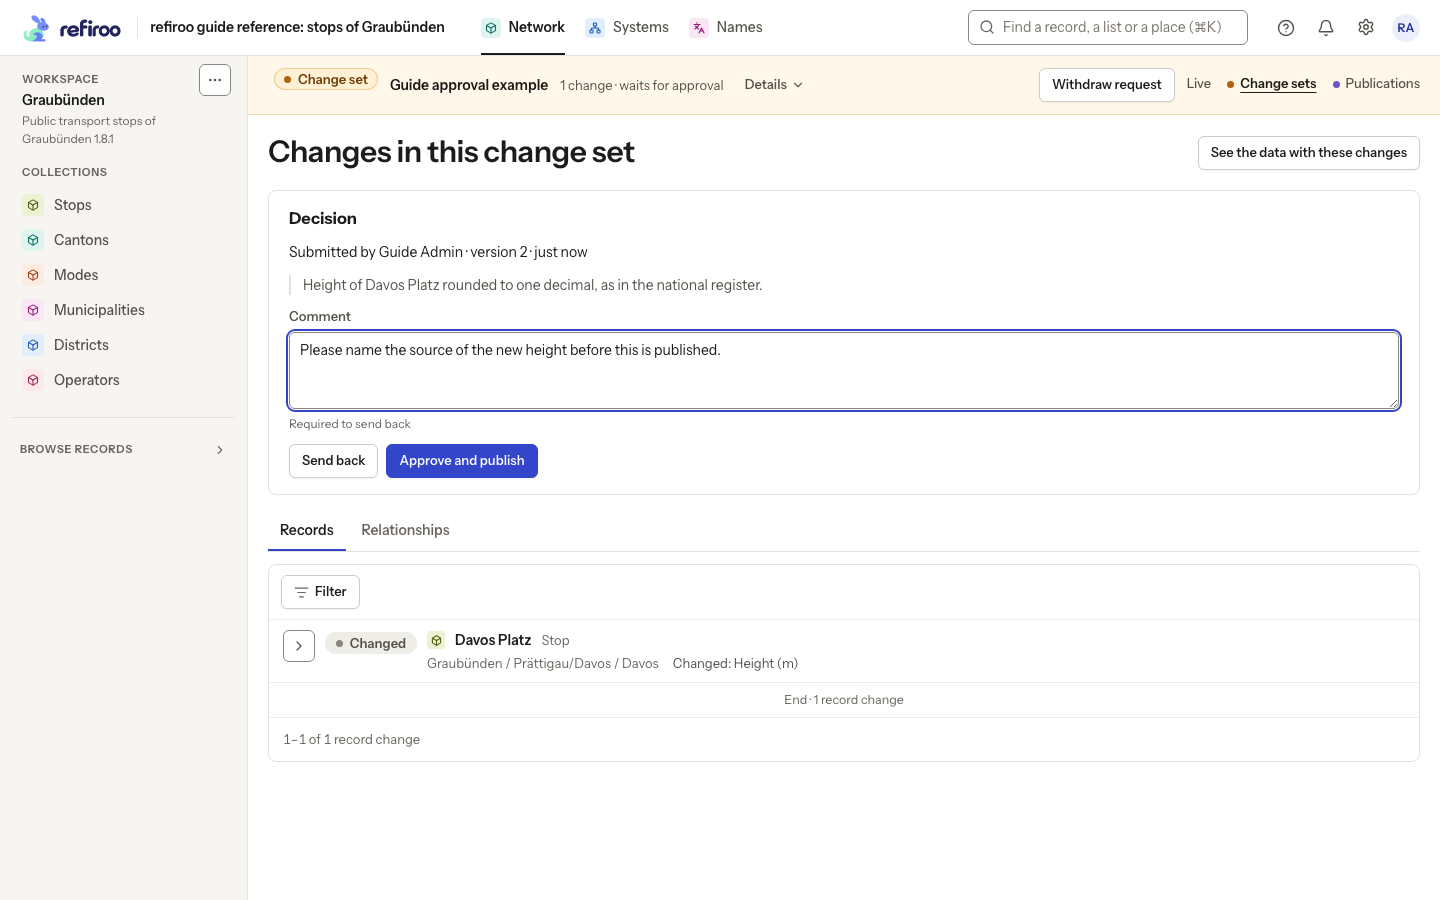 refiroo
refiroo guide reference: stops of Graubünden
Network
Systems
Names
Find a record, a list or a place (⌘K)
RA
WORKSPACE
Graubünden
Public transport stops of
Graubünden 1.8.1
COLLECTIONS
Stops
Cantons
Modes
Municipalities
Districts
Operators
BROWSE RECORDS
Change set
Guide approval example
1 change · waits for approval
Details
Withdraw request
Live
Change sets
Publications
Changes in this change set
See the data with these changes
Decision
Submitted by Guide Admin · version 2 · just now
Height of Davos Platz rounded to one decimal, as in the national register.
Comment
Please name the source of the new height before this is published.
Required to send back
Send back
Approve and publish
Records
Relationships
Filter
Changed
Davos Platz
Stop
Graubünden / Prättigau/Davos / Davos
Changed: Height (m)
End · 1 record change
1–1 of 1 record change